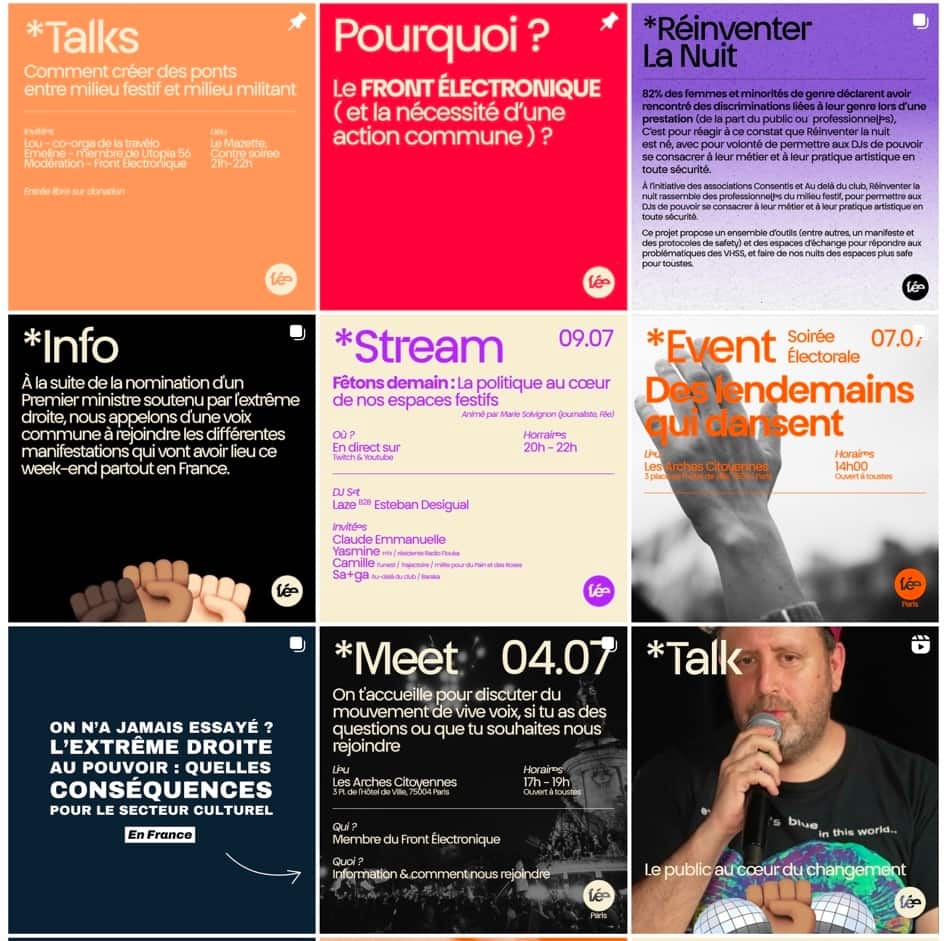 *Talks
Comment créer des ponts
entre milieu festif et milieu militant
Invité·es
Lou - co-orga de la travélo
Emeline - membre de Utopia 56
Modération - Front Électronique
Lieu
Le Mazette,
Contre soirée
21h-22h
Entrée libre sur donation
fée
Pourquoi ?
Le FRONT ÉLECTRONIQUE
( et la nécessité d'une
action commune ) ?
fée
*Réinventer
La Nuit
82% des femmes et minorités de genre déclarent avoir
rencontré des discriminations liées à leur genre lors d'une
prestation (de la part du public ou professionnel·les),
C'est pour réagir à ce constat que Réinventer la nuit
est né, avec pour volonté de permettre aux DJs de pouvoir
se consacrer à leur métier et à leur pratique artistique en
toute sécurité.
À l'initiative des associations Consentis et Au delà du club, Réinventer la
nuit rassemble des professionnel·les du milieu festif, pour permettre aux
DJs de pouvoir se consacrer à leur métier et à leur pratique artistique en
toute sécurité.
Ce projet propose un ensemble d'outils (entre autres, un manifeste et
des protocoles de safety) et des espaces d'échange pour répondre aux
problématiques des VHSS, et faire de nos nuits des espaces plus safe
pour toustes.
fée
*Info
À la suite de la nomination d'un
Premier ministre soutenu par l'extrême
droite, nous appelons d'une voix
commune à rejoindre les différentes
manifestations qui vont avoir lieu ce
week-end partout en France.
fée
*Stream
09.07
Fêtons demain : La politique au cœur
de nos espaces festifs
Animé par Marie Solvignon (journaliste, Fée)
Où ?
En direct sur
Twitch & Youtube
Horraires
20h - 22h
DJ Set
Laze B2B Esteban Desigual
Invité·es
Claude Emmanuelle
Yasmine
Camille
Sa+ga Au-delà du club / Baraka
fée
*Event
Soirée
Électorale
07.07
Des lendemains
qui dansent
Lieu
Les Arches Citoyennes
Horaires
14h00
Ouvert à toustes
fée
Paris
ON N'A JAMAIS ESSAYÉ ?
L'EXTRÊME DROITE
AU POUVOIR : QUELLES
CONSÉQUENCES
POUR LE SECTEUR CULTUREL
En France
*Meet
04.07
On t'accueille pour discuter du
mouvement de vive voix, si tu as des
questions ou que tu souhaites nous
rejoindre
Lieu
Les Arches Citoyennes
3 Pl. de l'Hôtel de Ville, 75004 Paris
Horaires
17h - 19h
Ouvert à toustes
Qui ?
Membre du Front Électronique
Quoi ?
Information & comment nous rejoindre
fée
Paris
*Talk
's blue in this world..
Le public au cœur du changement
fée